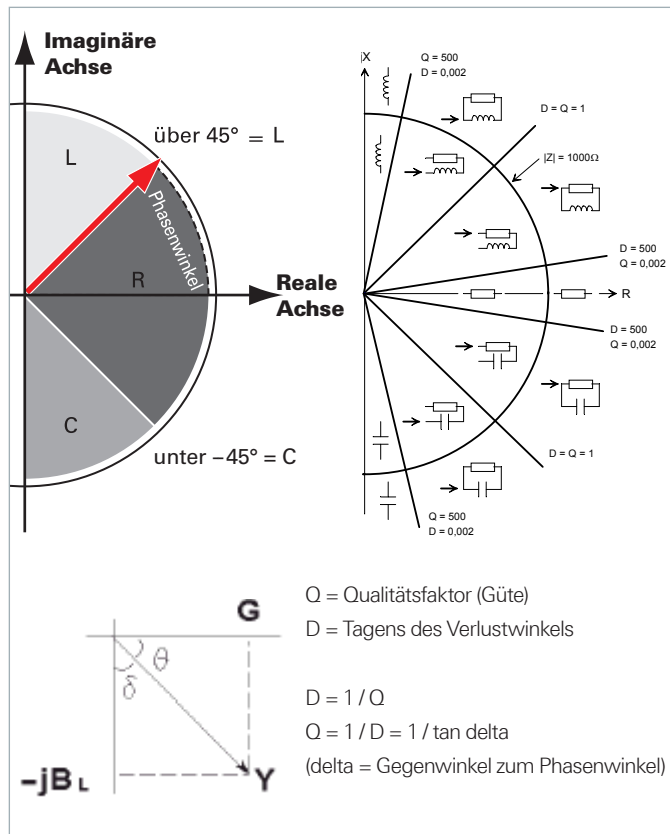 Imaginäre
Achse
über 45° = L
L
Phasenwinkel
R
Reale
Achse
C
unter –45° = C
jX
Q = 500
D = 0,002
D = Q = 1
|Z| = 1000Ω
D = 500
Q = 0,002
R
D = 500
Q = 0,002
D = Q = 1
Q = 500
D = 0,002
G
θ
δ
–jB L
Y
Q = Qualitätsfaktor (Güte)
D = Tagens des Verlustwinkels
D = 1 / Q
Q = 1 / D = 1 / tan delta
(delta = Gegenwinkel zum Phasenwinkel)